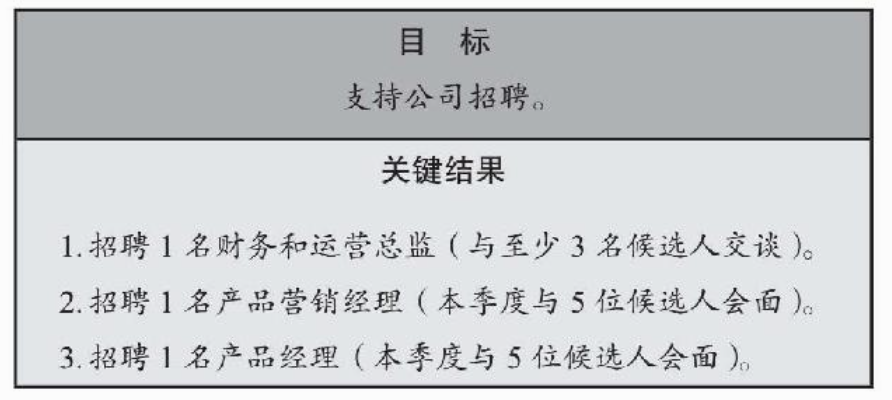 目 标
支持公司招聘。
关键结果
1.招聘1名财务和运营总监（与至少3名候选人交谈）。
2.招聘1名产品营销经理（本季度与5位候选人会面）。
3.招聘1名产品经理（本季度与5位候选人会面）。